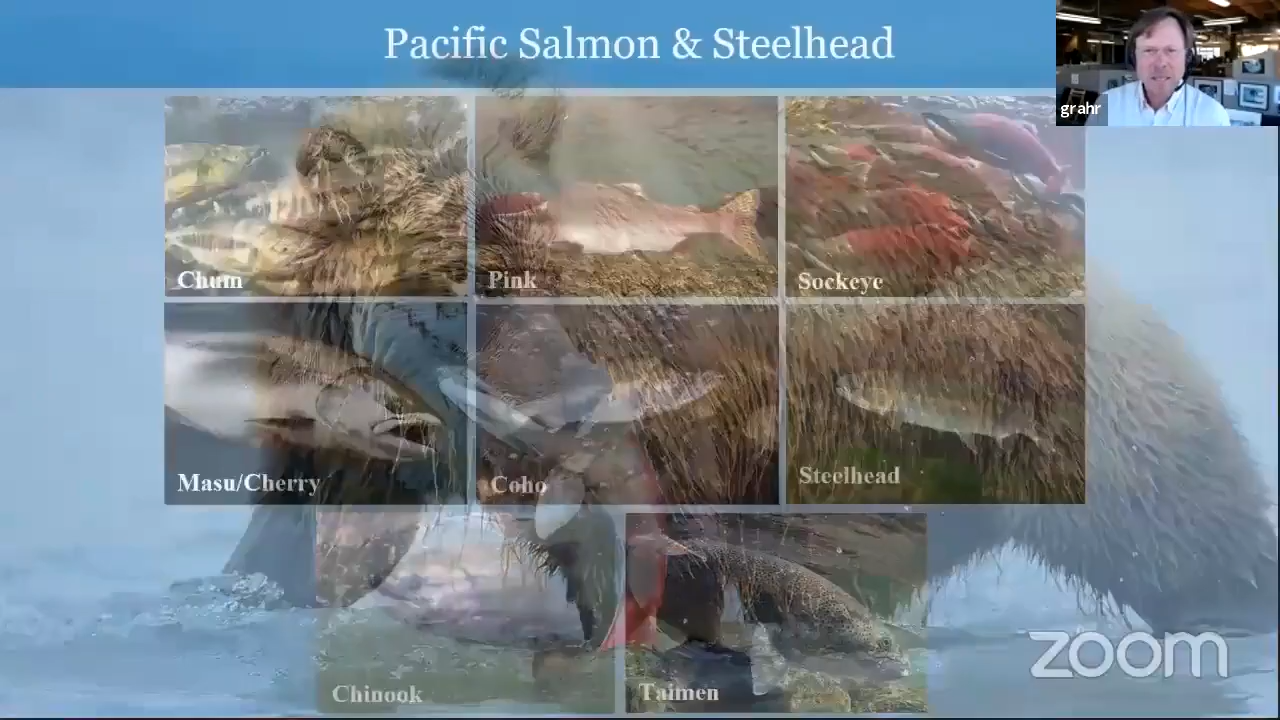 Pacific Salmon & Steelhead
grahr
Chum
Pink
Sockeye
Masu/Cherry
Coho
Steelhead
Chinook
Taimen
zoom